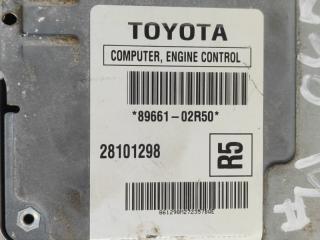 TOYOTA
COMPUTER, ENGINE CONTROL
*89661-02R50*
28101298
R5